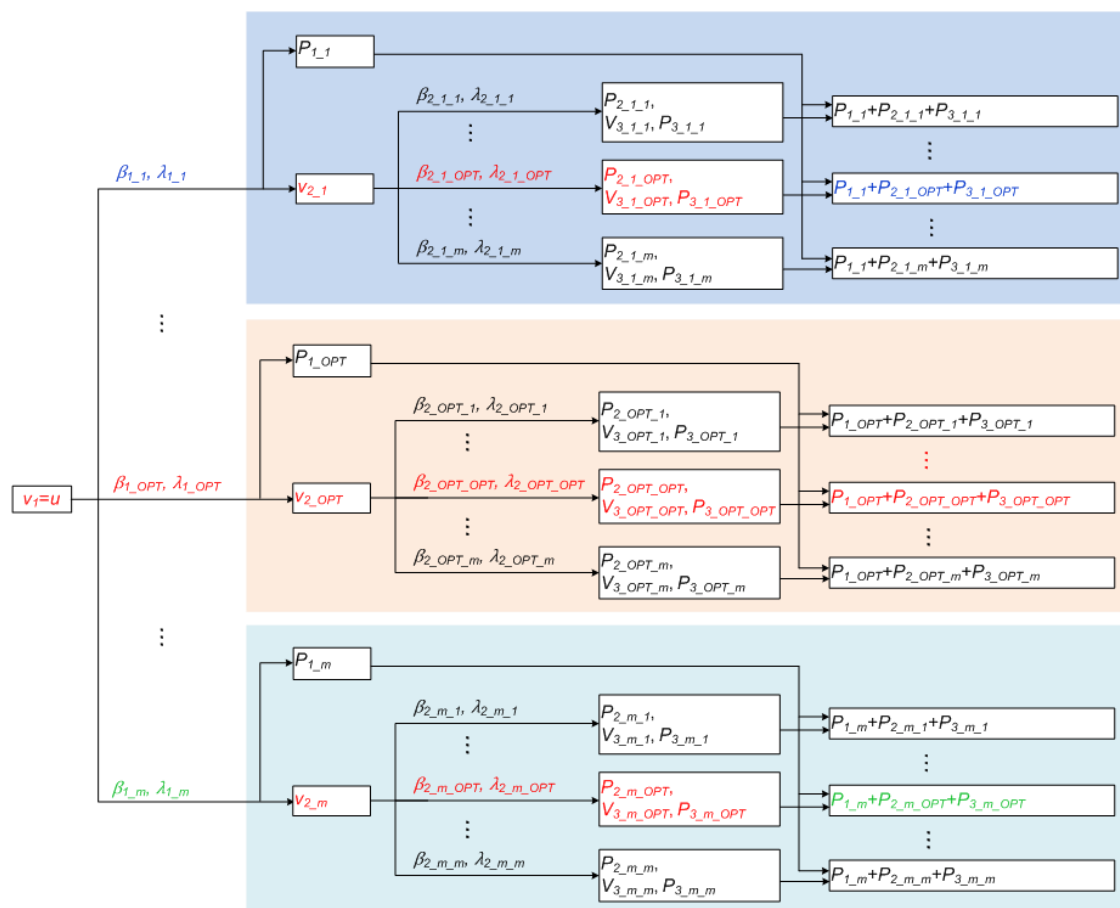 P1_1
β2_1_1, λ2_1_1
P2_1_1,
V3_1_1, P3_1_1
P1_1+P2_1_1+P3_1_1
⋮
⋮
β1_1, λ1_1
v2_1
β2_1_OPT, λ2_1_OPT
P2_1_OPT,
V3_1_OPT, P3_1_OPT
P1_1+P2_1_OPT+P3_1_OPT
⋮
⋮
β2_1_m, λ2_1_m
P2_1_m,
V3_1_m, P3_1_m
P1_1+P2_1_m+P3_1_m
⋮
P1_OPT
β2_OPT_1, λ2_OPT_1
P2_OPT_1,
V3_OPT_1, P3_OPT_1
P1_OPT+P2_OPT_1+P3_OPT_1
⋮
⋮
v1=u
β1_OPT, λ1_OPT
v2_OPT
β2_OPT_OPT, λ2_OPT_OPT
P2_OPT_OPT,
V3_OPT_OPT, P3_OPT_OPT
P1_OPT+P2_OPT_OPT+P3_OPT_OPT
⋮
⋮
β2_OPT_m, λ2_OPT_m
P2_OPT_m,
V3_OPT_m, P3_OPT_m
P1_OPT+P2_OPT_m+P3_OPT_m
⋮
P1_m
β2_m_1, λ2_m_1
P2_m_1,
V3_m_1, P3_m_1
P1_m+P2_m_1+P3_m_1
⋮
⋮
β1_m, λ1_m
v2_m
β2_m_OPT, λ2_m_OPT
P2_m_OPT,
V3_m_OPT, P3_m_OPT
P1_m+P2_m_OPT+P3_m_OPT
⋮
⋮
β2_m_m, λ2_m_m
P2_m_m,
V3_m_m, P3_m_m
P1_m+P2_m_m+P3_m_m